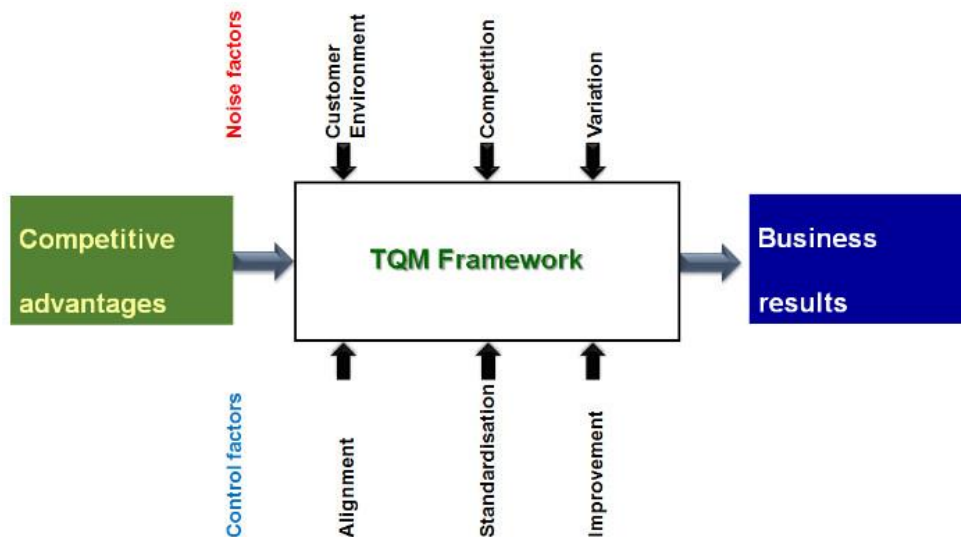 Noise factors
Customer
Environment
Competition
Variation
Competitive
advantages
TQM Framework
Business
results
Control factors
Alignment
Standardisation
Improvement